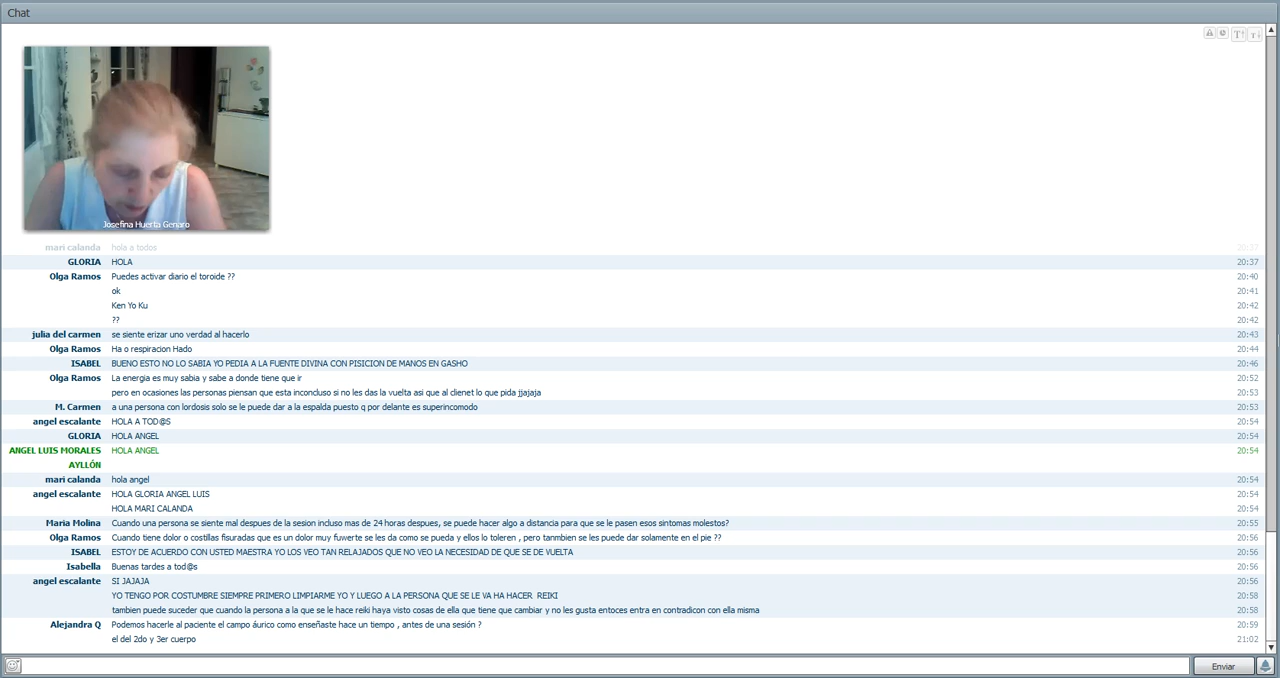 Chat
Josefina Huerta Genaro
mari calanda hola a todos 20:37
GLORIA HOLA 20:37
Olga Ramos Puedes activar diario el toroide ?? 20:40
ok 20:41
Ken Yo Ku 20:42
?? 20:42
julia del carmen se siente erizar uno verdad al hacerlo 20:43
Olga Ramos Ha o respiracion Hado 20:44
ISABEL BUENO ESTO NO LO SABIA YO PEDIA A LA FUENTE DIVINA CON PISICION DE MANOS EN GASHO 20:46
Olga Ramos La energia es muy sabia y sabe a donde tiene que ir 20:52
pero en ocasiones las personas piensan que esta inconcluso si no les das la vuelta asi que al clienet lo que pida jjajaja 20:53
M. Carmen a una persona con lordosis solo se le puede dar a la espalda puesto q por delante es superincomodo 20:53
angel escalante HOLA A TOD@S 20:54
GLORIA HOLA ANGEL 20:54
ANGEL LUIS MORALES HOLA ANGEL 20:54
AYLLÓN
mari calanda hola angel 20:54
angel escalante HOLA GLORIA ANGEL LUIS 20:54
HOLA MARI CALANDA 20:54
Maria Molina Cuando una persona se siente mal despues de la sesion incluso mas de 24 horas despues, se puede hacer algo a distancia para que se le pasen esos sintomas molestos? 20:55
Olga Ramos Cuando tiene dolor o costillas fisuradas que es un dolor muy fuwerte se les da como se pueda y ellos lo toleren , pero tanmbien se les puede dar solamente en el pie ?? 20:56
ISABEL ESTOY DE ACUERDO CON USTED MAESTRA YO LOS VEO TAN RELAJADOS QUE NO VEO LA NECESIDAD DE QUE SE DE VUELTA 20:56
Isabella Buenas tardes a tod@s 20:56
angel escalante SI JAJAJA 20:56
YO TENGO POR COSTUMBRE SIEMPRE PRIMERO LIMPIARME YO Y LUEGO A LA PERSONA QUE SE LE VA HA HACER REIKI 20:58
tambien puede suceder que cuando la persona a la que se le hace reiki haya visto cosas de ella que tiene que cambiar y no les gusta entoces entra en contradicon con ella misma 20:58
Alejandra Q Podemos hacerle al paciente el campo áurico como enseñaste hace un tiempo , antes de una sesión ? 20:59
el del 2do y 3er cuerpo 21:02
Enviar